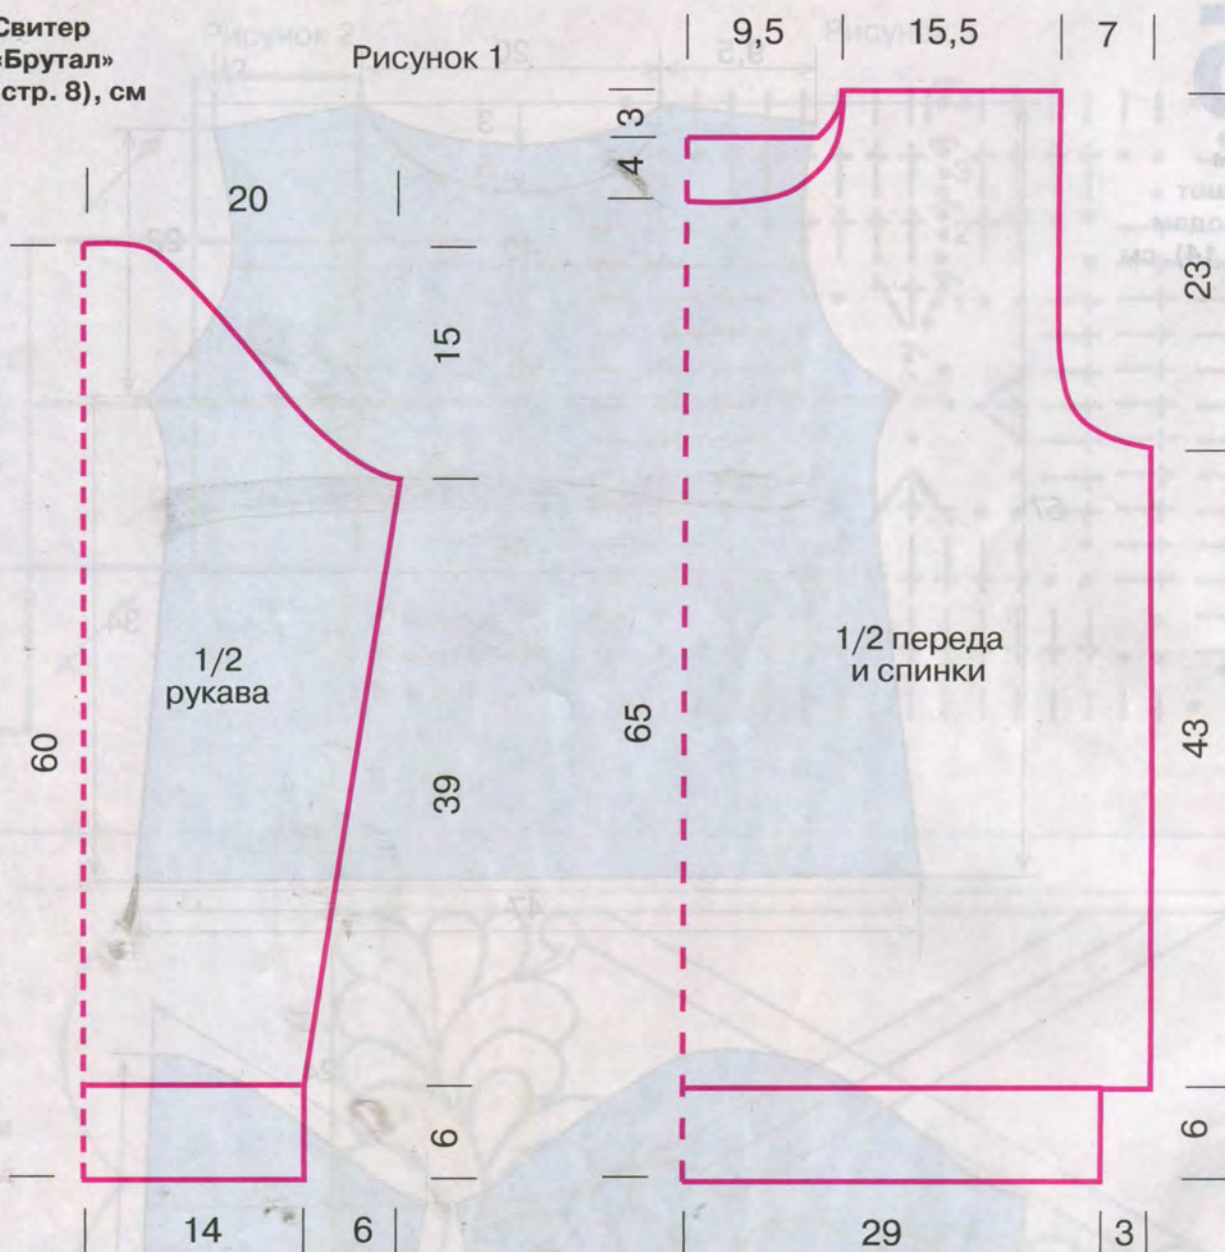 Свитер
«Брутал»
стр. 8), см
Рисунок 1
9,5 15,5 7
3
4
20
15
23
1/2
рукава
1/2 переда
и спинки
60
39
65
43
6
6
14 6
29 3